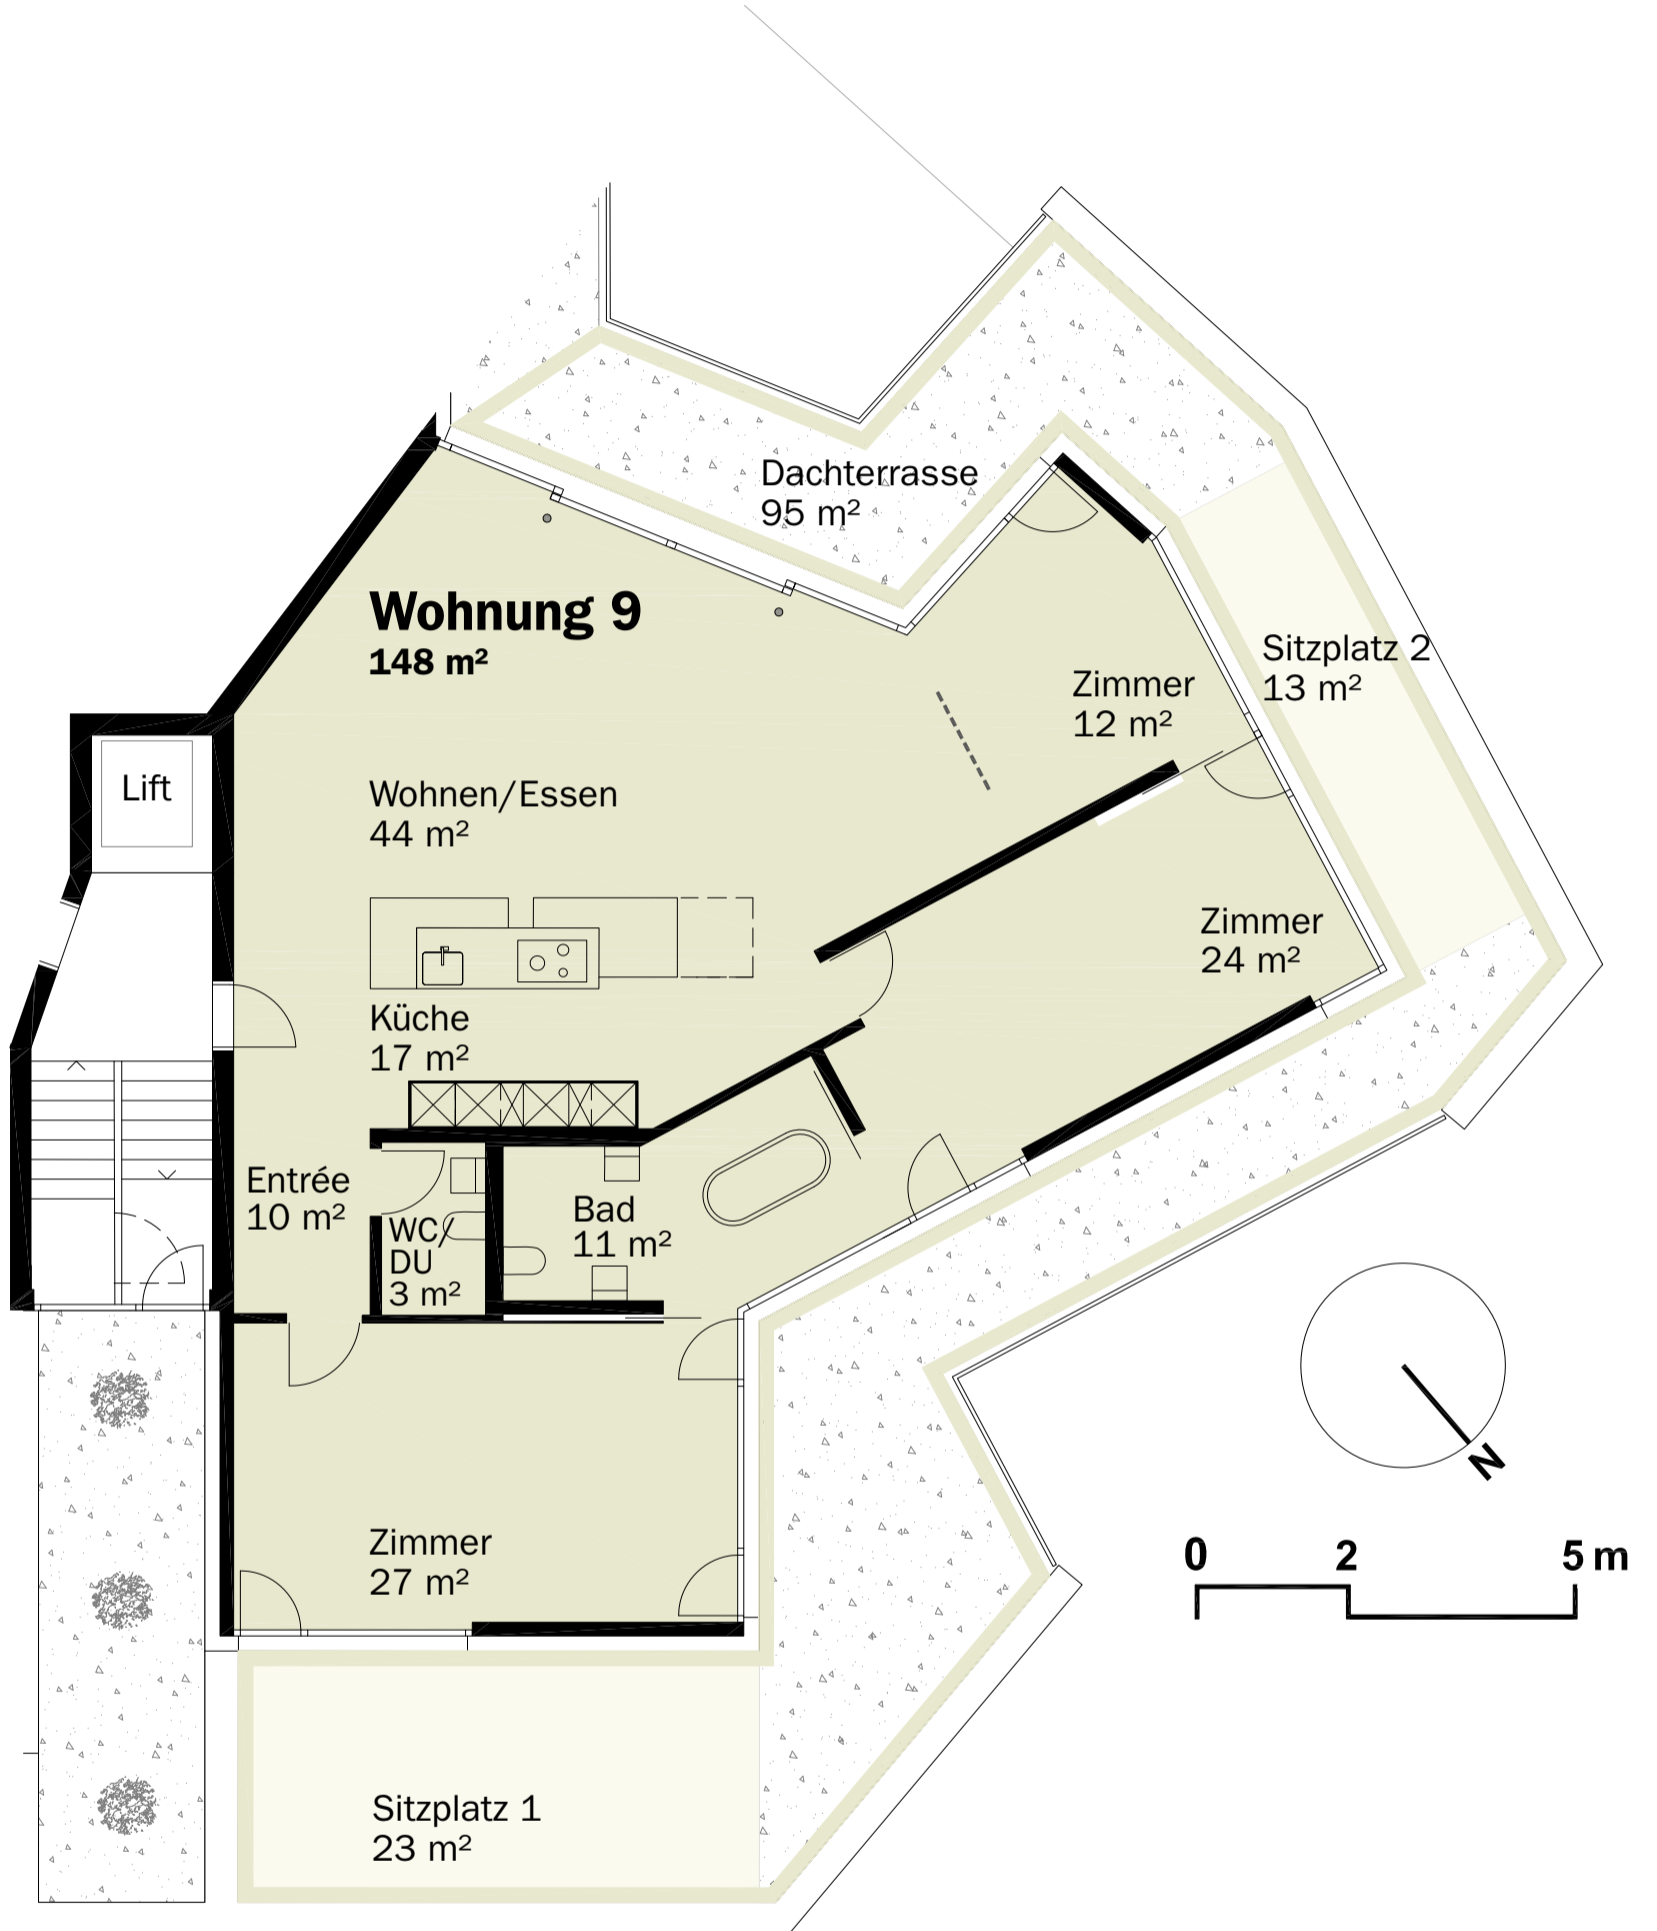 Dachterrasse
95 m²
Wohnung 9
148 m²
Sitzplatz 2
13 m²
Zimmer
12 m²
Lift
Wohnen/Essen
44 m²
Zimmer
24 m²
Küche
17 m²
Entrée
10 m²
WC/
DU
3 m²
Bad
11 m²
N
Zimmer
27 m²
0 2 5 m
Sitzplatz 1
23 m²